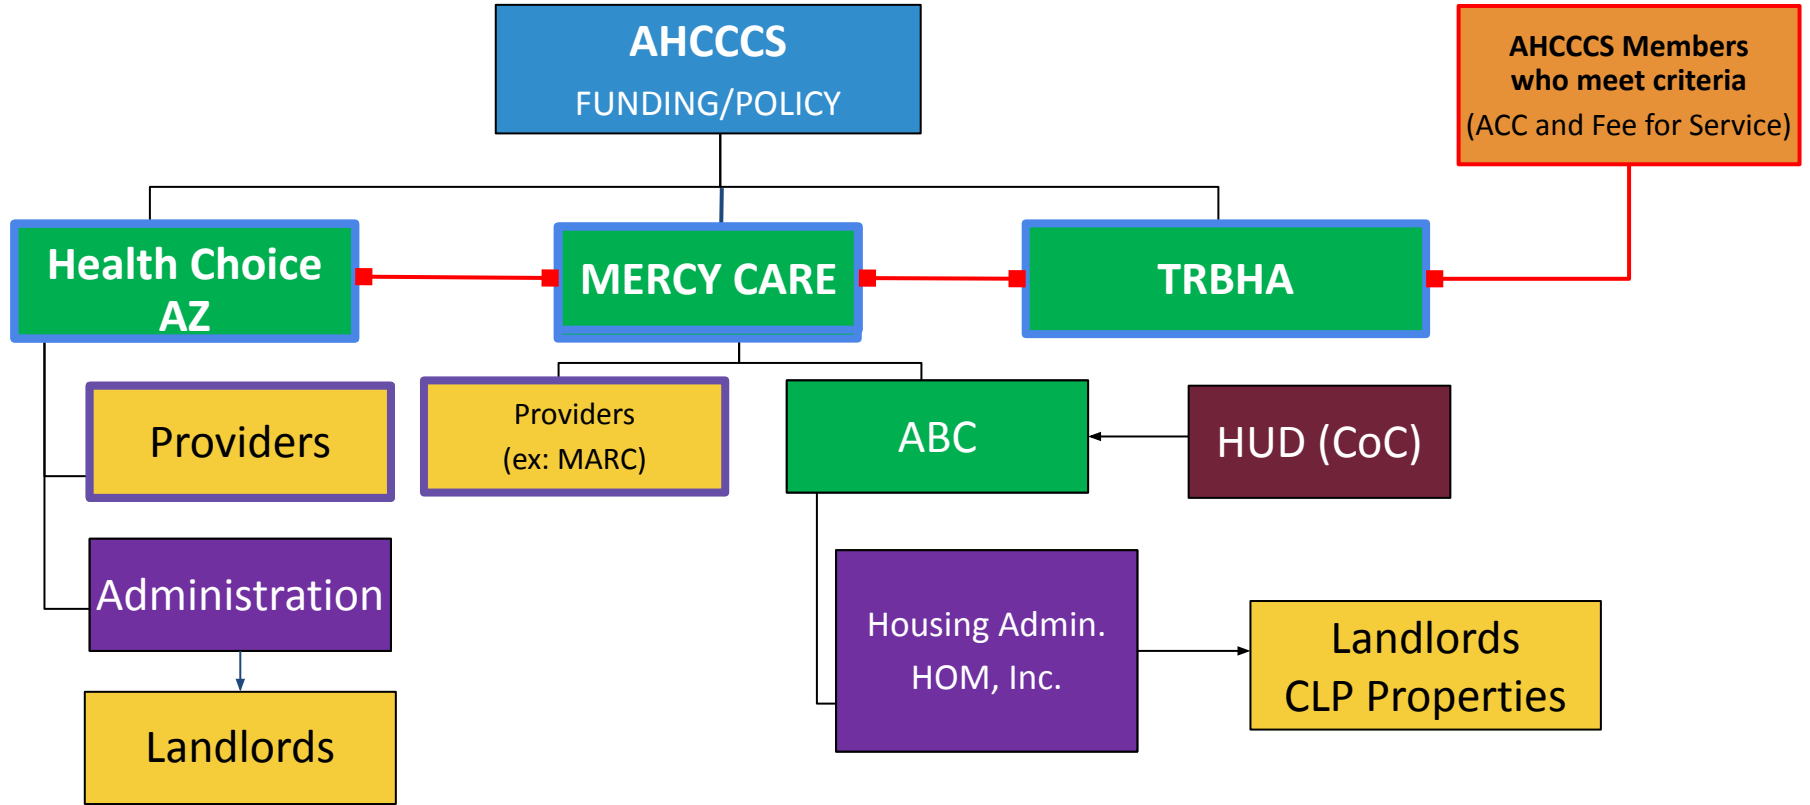 AHCCCS
FUNDING/POLICY
AHCCCS Members
who meet criteria
(ACC and Fee for Service)
Health Choice
AZ
MERCY CARE
TRBHA
Providers
Providers
(ex: MARC)
ABC
HUD (CoC)
Administration
Housing Admin.
HOM, Inc.
Landlords
CLP Properties
Landlords